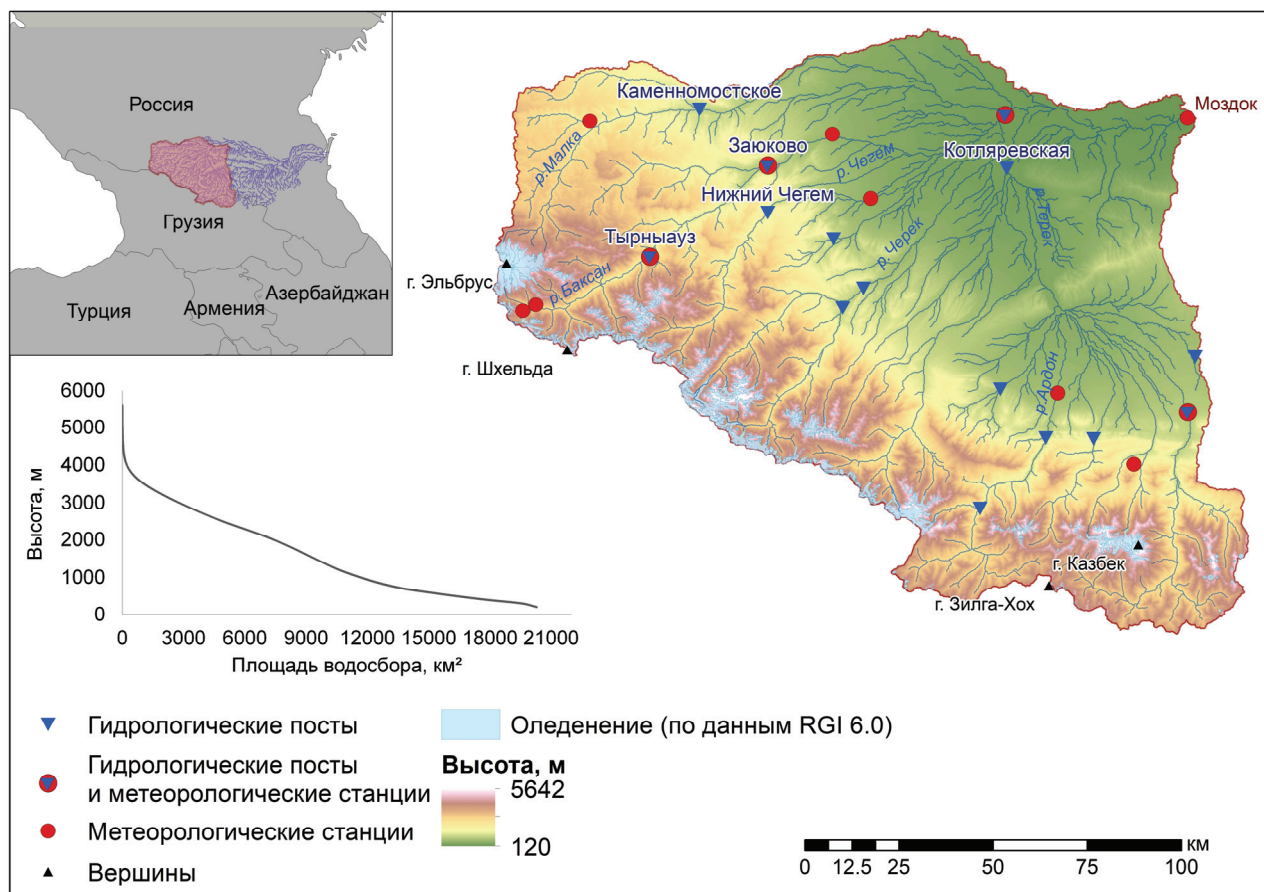 Россия
Грузия
Турция
Армения
Азербайджан
Каменномостское
Моздок
р.Малка
Заюково
р.Чегем
Котляревская
Нижний Чегем
р.Терек
Тырныауз
р.Черек
г. Эльбрус
р.Баксан
г. Шхельда
р.Ардон
г. Казбек
г. Зилга-Хох
Высота, м
6000
5000
4000
3000
2000
1000
0
0 3000 6000 9000 12000 15000 18000 21000
Площадь водосбора, км²
Гидрологические посты
Гидрологические посты
и метеорологические станции
Метеорологические станции
Вершины
Оледенение (по данным RGI 6.0)
Высота, м
5642
120
км
0 12.5 25 50 75 100